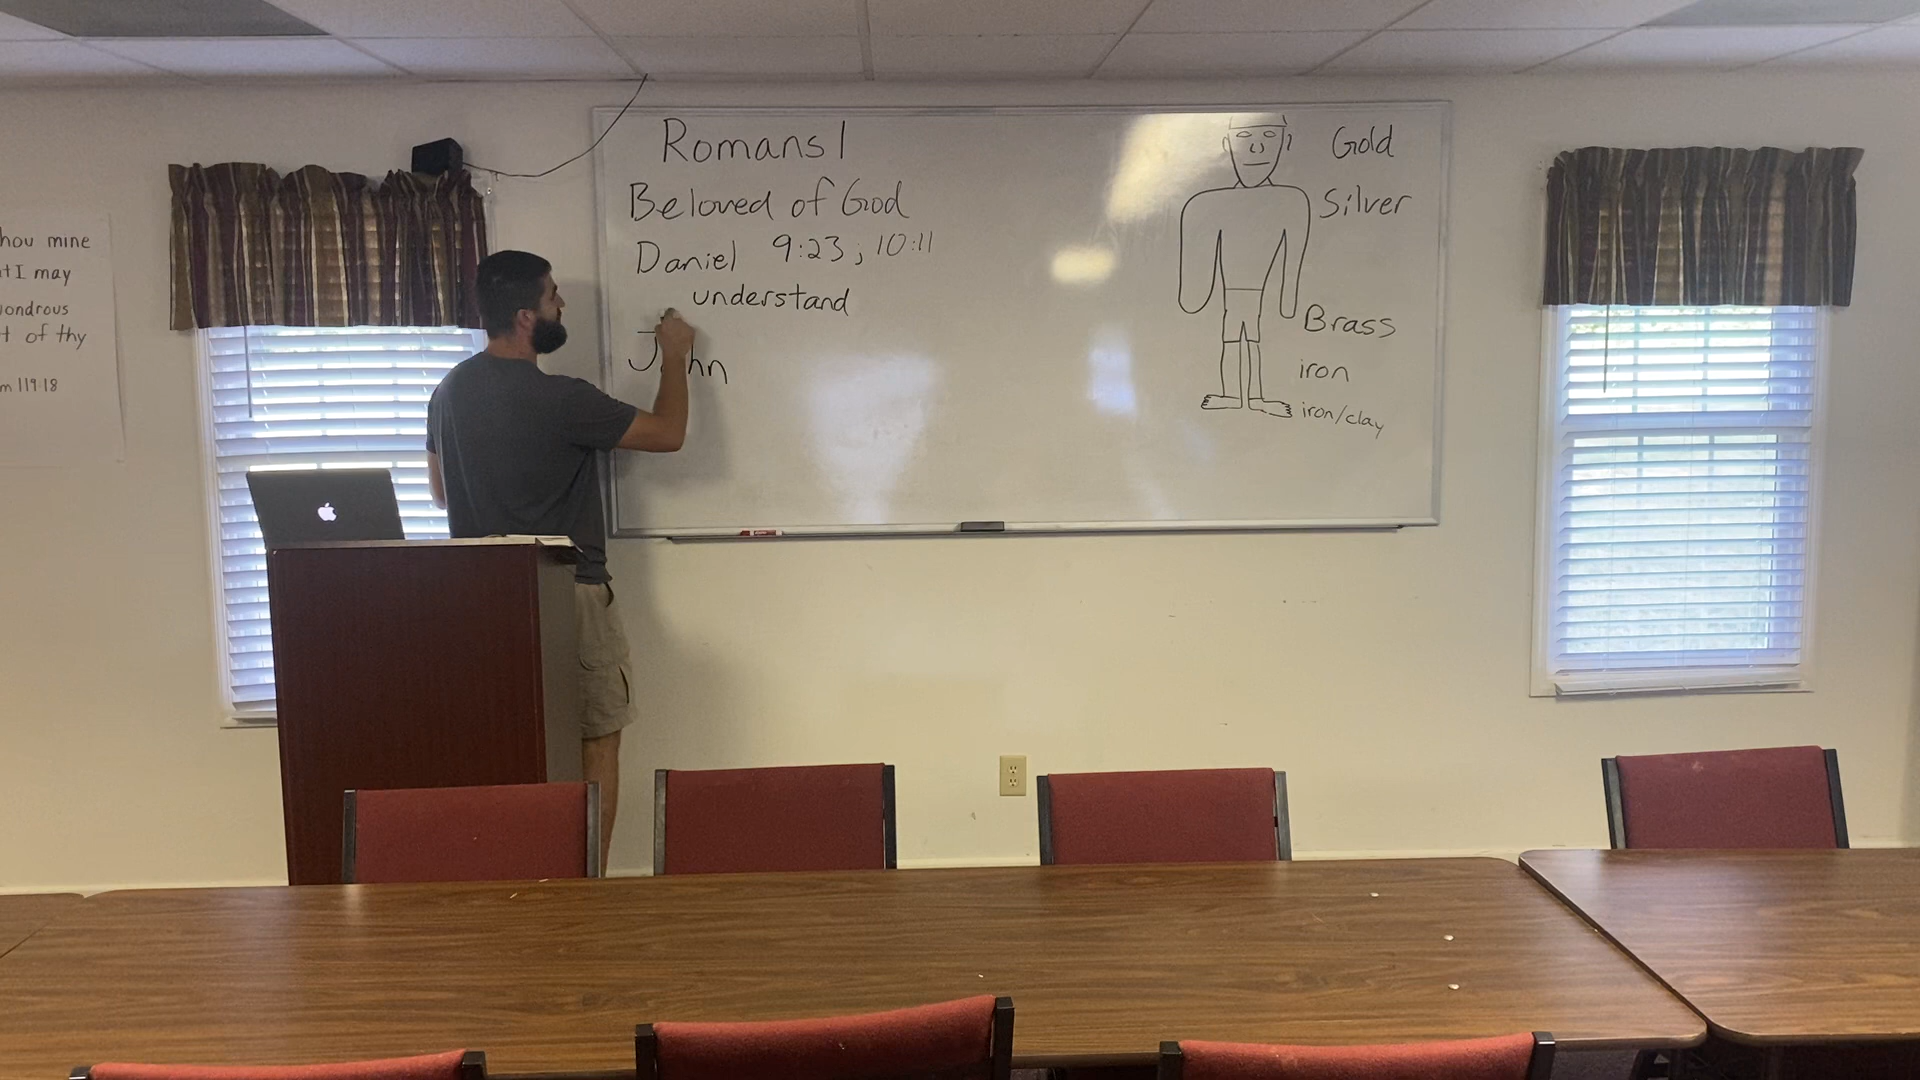 hou mine
t I may
ondrous
t of thy
m 119:18
Romans 1
Beloved of God
Daniel 9:23; 10:11
understand
John
Gold
Silver
Brass
iron
iron/clay